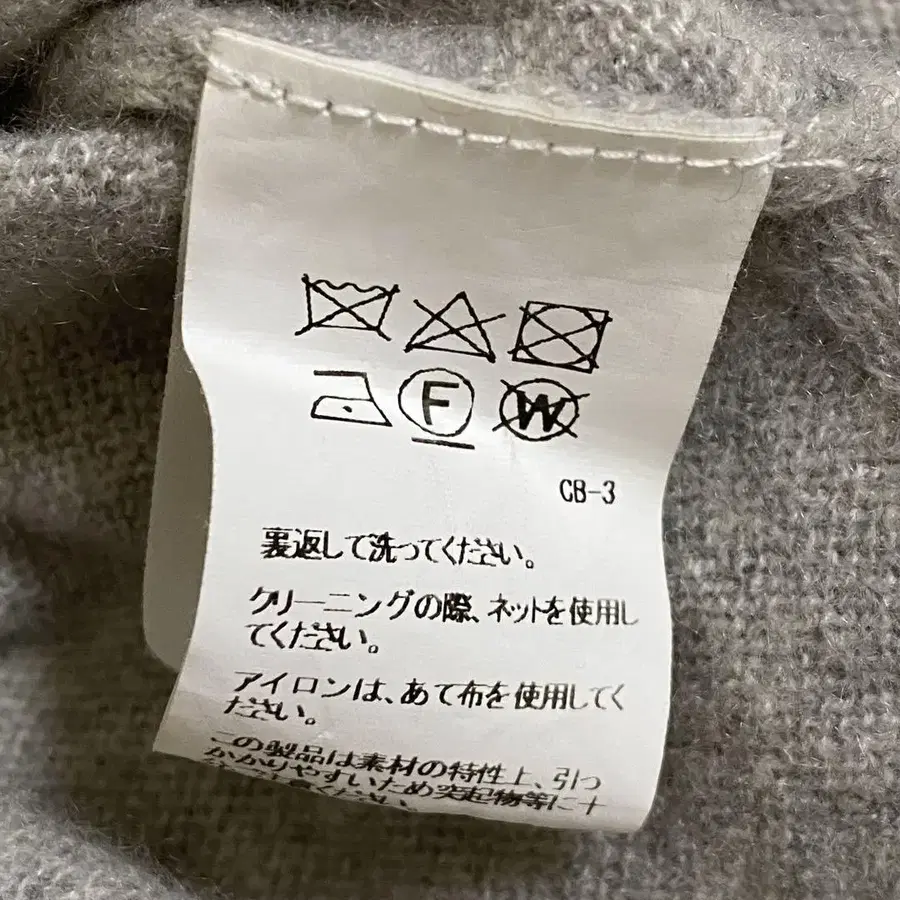 F W
CB-3
裏返して洗ってください。
クリーニングの際、ネットを使用し
てください。
アイロンは、あて布を使用してく
ださい。
この製品は素材の特性上、引っ
かかりやすいため突起物等に十
ください